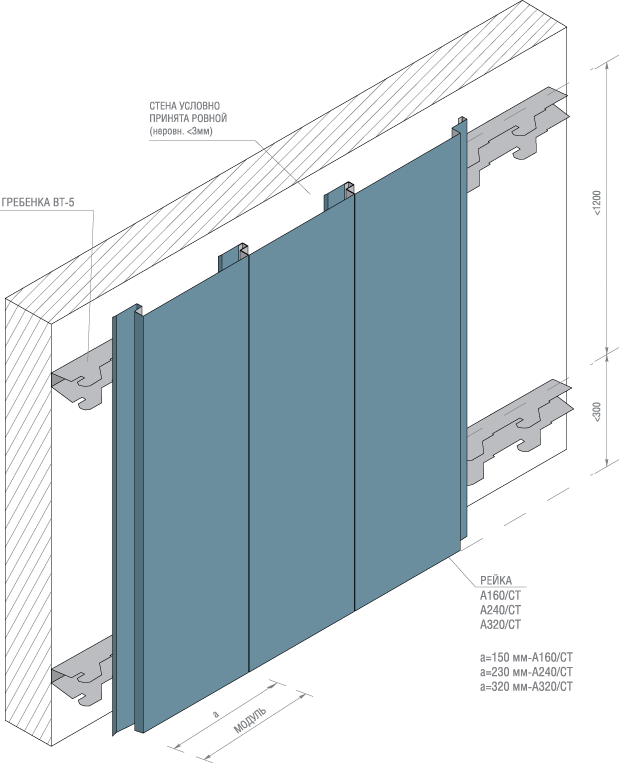 СТЕНА УСЛОВНО
ПРИНЯТА РОВНОЙ
(неровн. <3мм)
ГРЕБЕНКА ВТ-5
<1200
<300
РЕЙКА
А160/СТ
А240/СТ
А320/СТ
а=150 мм-А160/СТ
а=230 мм-А240/СТ
а=320 мм-А320/СТ
а
МОДУЛЬ